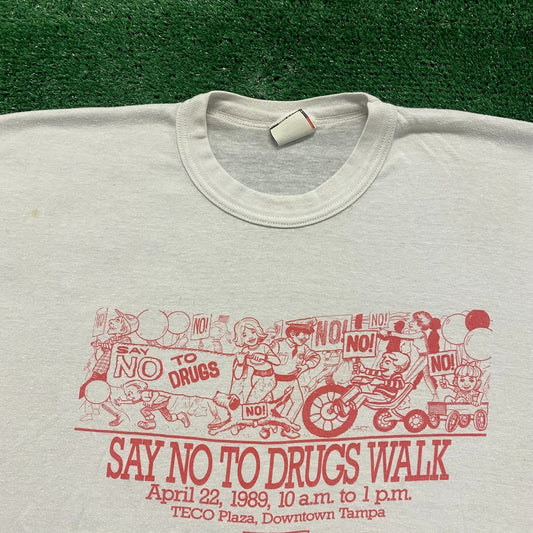 NO!
NO!
NO!
NO!
NO!
SAY
NO TO
DRUGS
NO!
NO!
SAY NO TO DRUGS WALK
April 22, 1989, 10 a.m. to 1 p.m.
TECO Plaza, Downtown Tampa